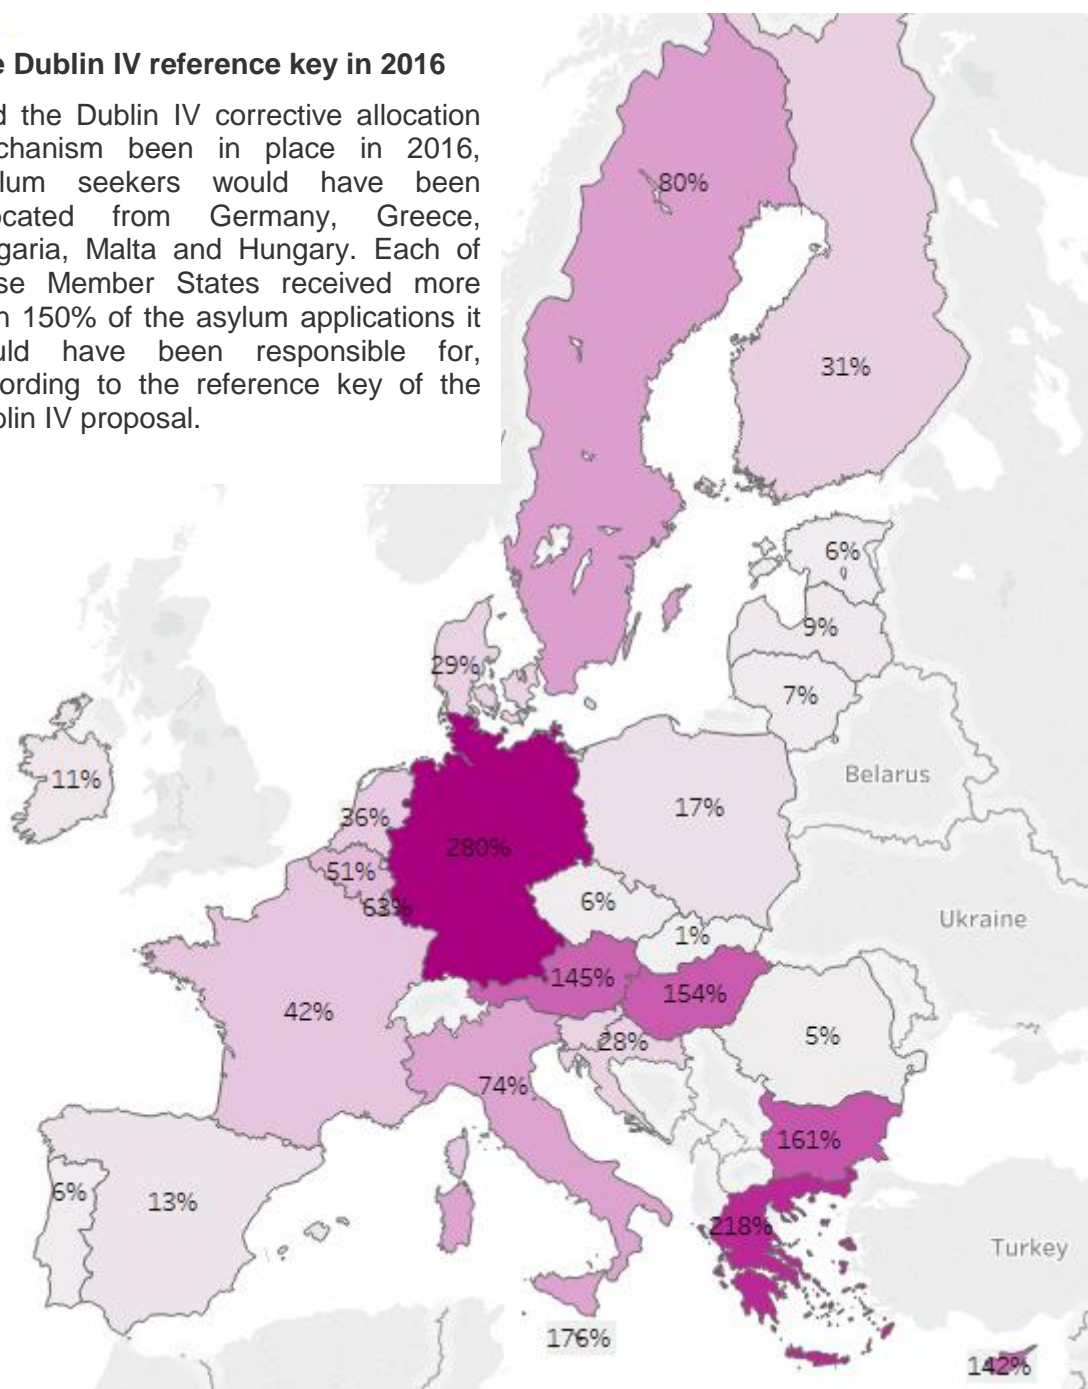 e Dublin IV reference key in 2016
d the Dublin IV corrective allocation
chanism been in place in 2016,
lum seekers would have been
ocated from Germany, Greece,
garia, Malta and Hungary. Each of
se Member States received more
n 150% of the asylum applications it
uld have been responsible for,
ording to the reference key of the
blin IV proposal.
80%
31%
6%
9%
29%
7%
11%
Belarus
36%
17%
280%
51%
6%
63%
Ukraine
1%
145%
154%
42%
5%
28%
74%
161%
6%
13%
218%
Turkey
176%
142%